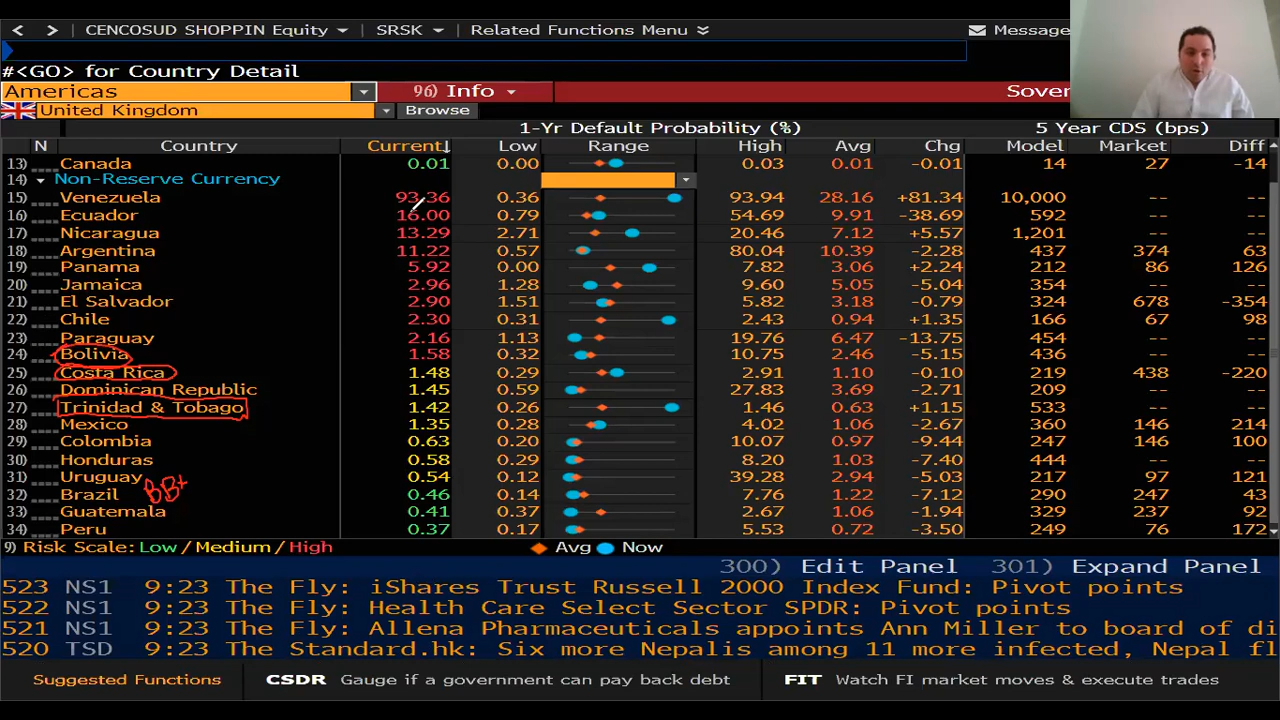 < > CENCOSUD SHOPPIN Equity SRSK Related Functions Menu Message
#<GO> for Country Detail
Americas 96) Info Sover
United Kingdom Browse
1-Yr Default Probability (%) 5 Year CDS (bps)
N Country Current↓ Low Range High Avg Chg Model Market Diff
13) Canada 0.01 0.00 0.03 0.01 -0.01 14 27 -14
14) Non-Reserve Currency
15) Venezuela 93.36 0.36 93.94 28.16 +81.34 10,000 -- --
16) Ecuador 16.00 0.79 54.69 9.91 -38.69 592 -- --
17) Nicaragua 13.29 2.71 20.46 7.12 +5.57 1,201 -- --
18) Argentina 11.22 0.57 80.04 10.39 -2.28 437 374 63
19) Panama 5.92 0.00 7.82 3.06 +2.24 212 86 126
20) Jamaica 2.96 1.28 9.60 5.05 -5.04 354 -- --
21) El Salvador 2.90 1.51 5.82 3.18 -0.79 324 678 -354
22) Chile 2.30 0.31 2.43 0.94 +1.35 166 67 98
23) Paraguay 2.16 1.13 19.76 6.47 -13.75 454 -- --
24) Bolivia 1.58 0.32 10.75 2.46 -5.15 436 -- --
25) Costa Rica 1.48 0.29 2.91 1.10 -0.10 219 438 -220
26) Dominican Republic 1.45 0.59 27.83 3.69 -2.71 209 -- --
27) Trinidad & Tobago 1.42 0.26 1.46 0.63 +1.15 533 -- --
28) Mexico 1.35 0.28 4.02 1.06 -2.67 360 146 214
29) Colombia 0.63 0.20 10.07 0.97 -9.44 247 146 100
30) Honduras 0.58 0.29 8.20 1.03 -7.40 444 -- --
31) Uruguay 0.54 0.12 39.28 2.94 -5.03 217 97 121
BB+
32) Brazil 0.46 0.14 7.76 1.22 -7.12 290 247 43
33) Guatemala 0.41 0.37 2.67 1.06 -1.94 329 237 92
34) Peru 0.37 0.17 5.53 0.72 -3.50 249 76 172
9) Risk Scale: Low / Medium / High Avg Now
300) Edit Panel 301) Expand Panel
523 NS1 9:23 The Fly: iShares Trust Russell 2000 Index Fund: Pivot points
522 NS1 9:23 The Fly: Health Care Select Sector SPDR: Pivot points
521 NS1 9:23 The Fly: Allena Pharmaceuticals appoints Ann Miller to board of di
520 TSD 9:23 The Standard.hk: Six more Nepalis among 11 more infected, Nepal fl
Suggested Functions CSDR Gauge if a government can pay back debt FIT Watch FI market moves & execute trades